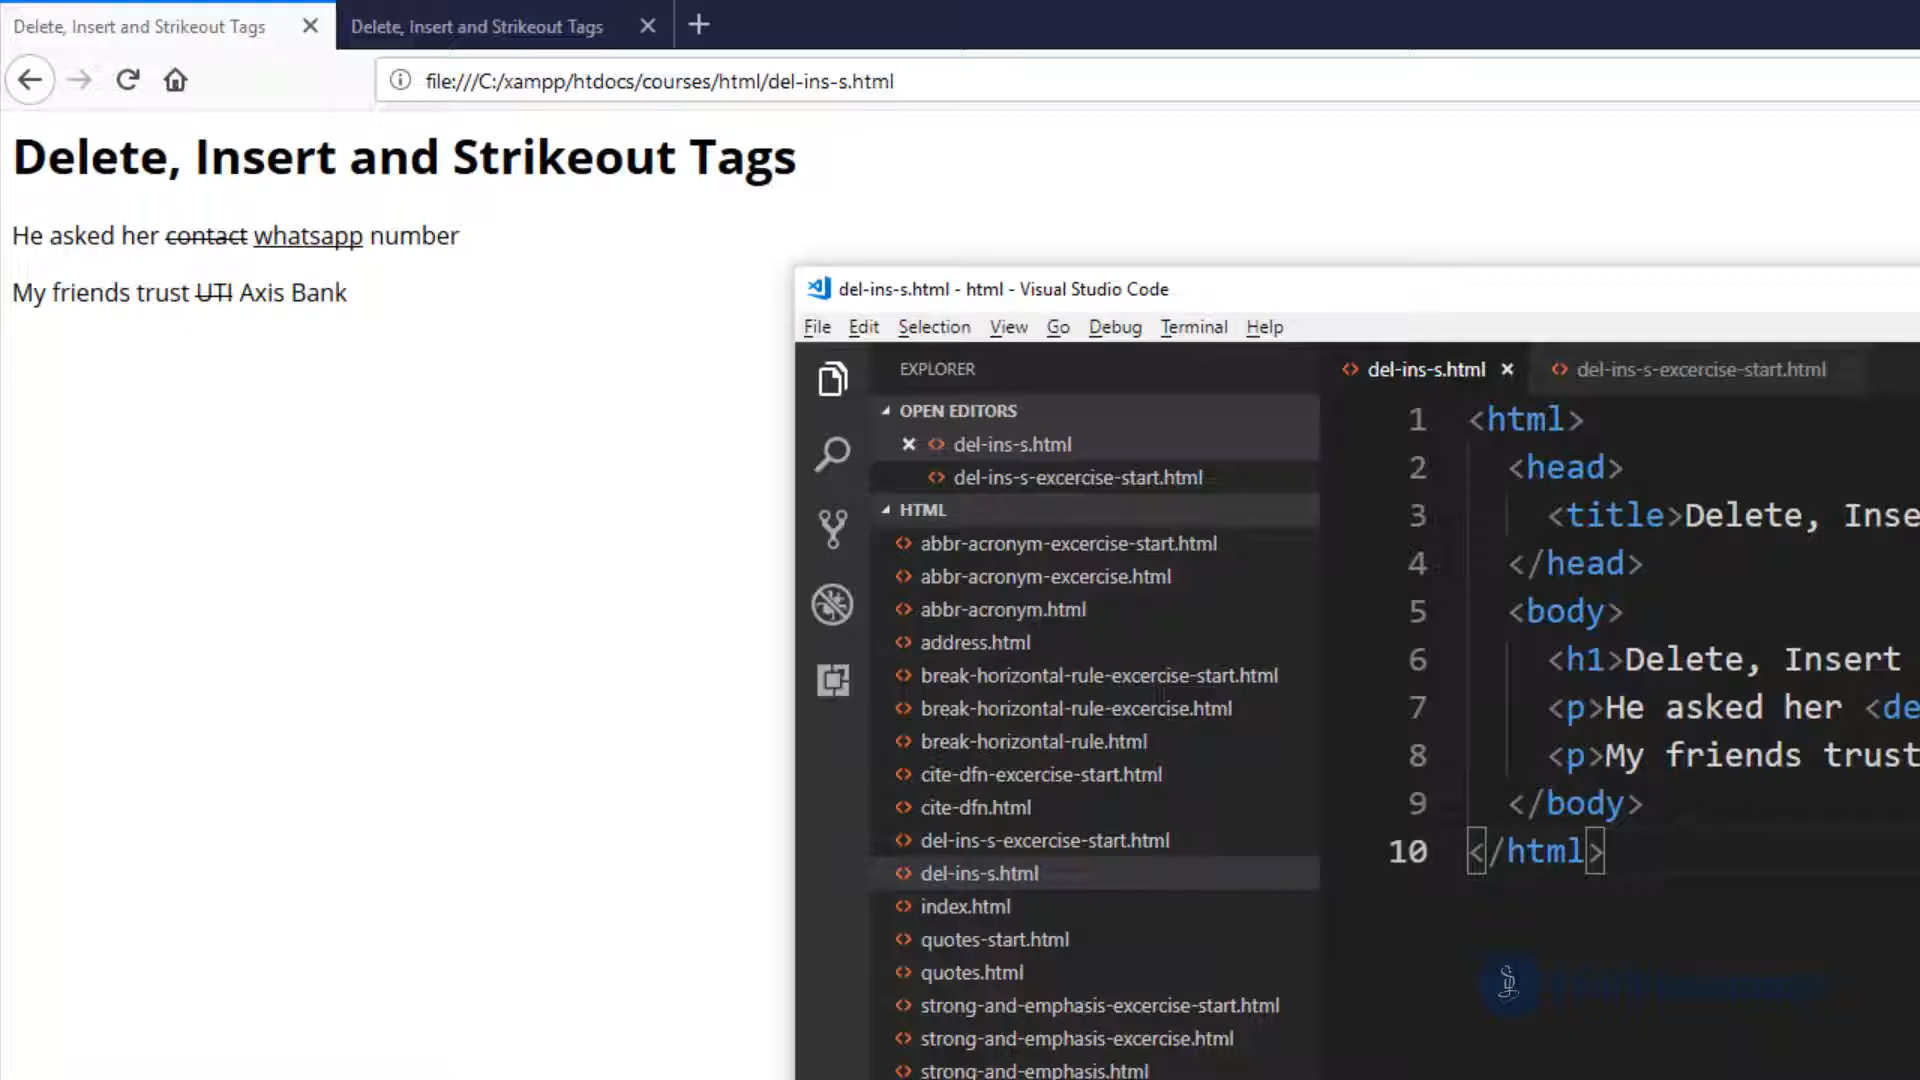 Delete, Insert and Strikeout Tags
Delete, Insert and Strikeout Tags
file:///C:/xampp/htdocs/courses/html/del-ins-s.html
Delete, Insert and Strikeout Tags
He asked her contact whatsapp number
My friends trust UTI Axis Bank
del-ins-s.html - html - Visual Studio Code
File Edit Selection View Go Debug Terminal Help
EXPLORER
OPEN EDITORS
del-ins-s.html
del-ins-s-excercise-start.html
HTML
abbr-acronym-excercise-start.html
abbr-acronym-excercise.html
abbr-acronym.html
address.html
break-horizontal-rule-excercise-start.html
break-horizontal-rule-excercise.html
break-horizontal-rule.html
cite-dfn-excercise-start.html
cite-dfn.html
del-ins-s-excercise-start.html
del-ins-s.html
index.html
quotes-start.html
quotes.html
strong-and-emphasis-excercise-start.html
strong-and-emphasis-excercise.html
strong-and-emphasis.html
del-ins-s.html
del-ins-s-excercise-start.html
1 <html>
2 <head>
3 <title>Delete, Inse
4 </head>
5 <body>
6 <h1>Delete, Insert
7 <p>He asked her <de
8 <p>My friends trust
9 </body>
10 </html>